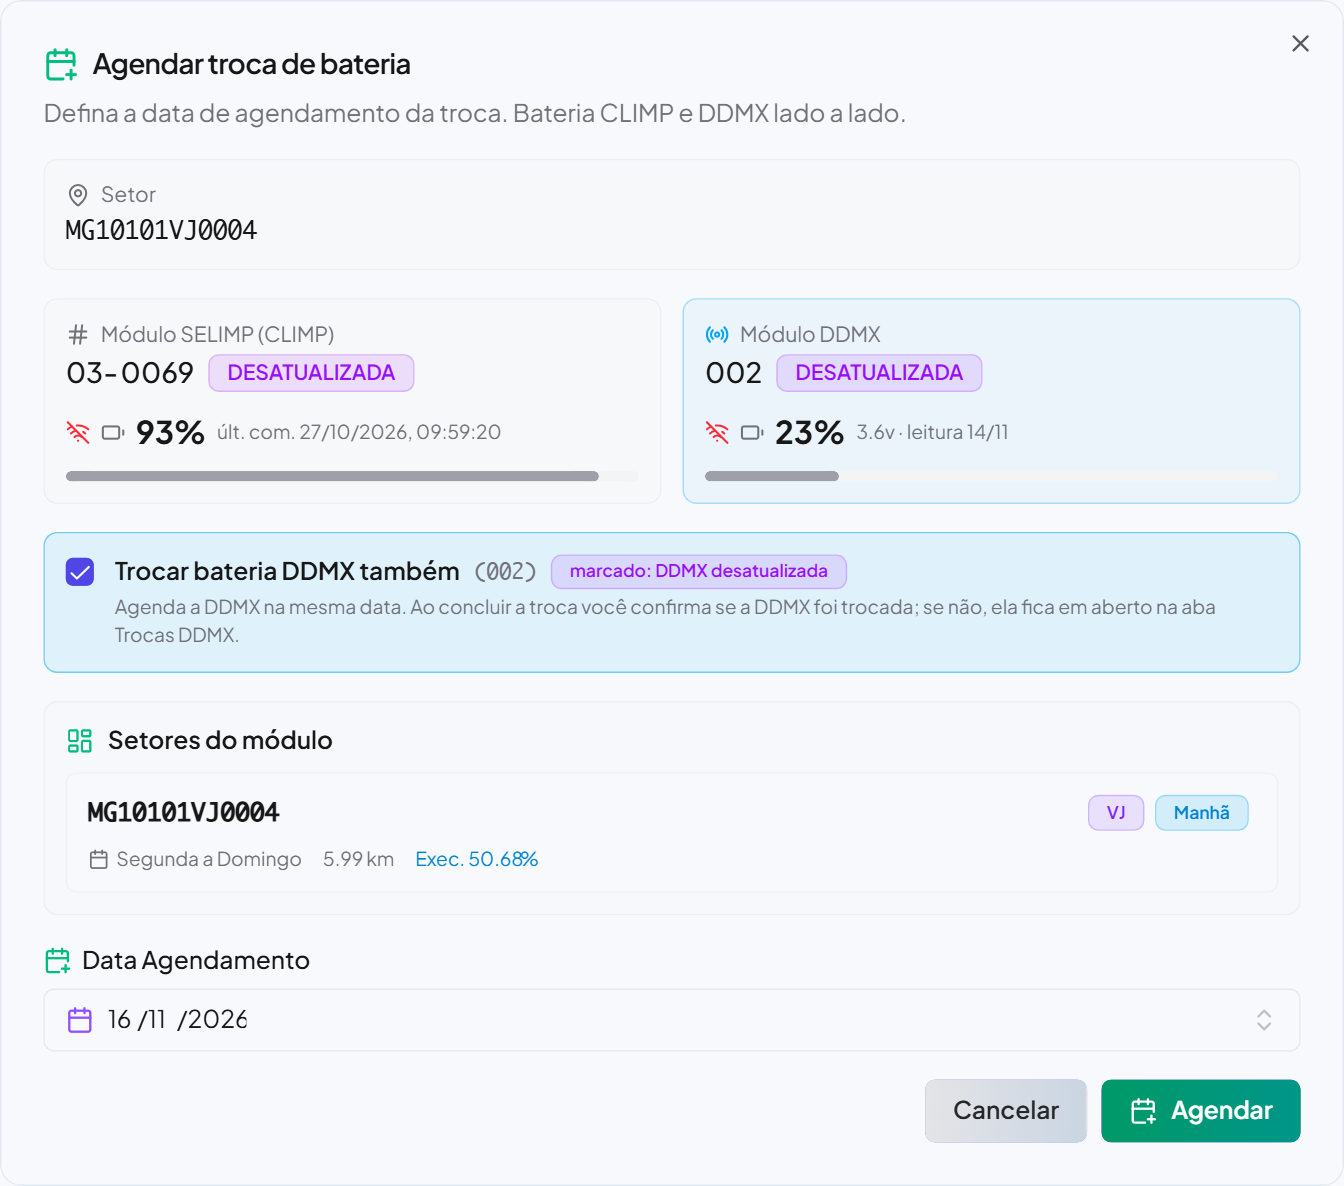 Agendar troca de bateria
Defina a data de agendamento da troca. Bateria CLIMP e DDMX lado a lado.
Setor
MG10101VJ0004
Módulo SELIMP (CLIMP)
03-0069 DESATUALIZADA
93% últ. com. 27/10/2026, 09:59:20
Módulo DDMX
002 DESATUALIZADA
23% 3.6v · leitura 14/11
Trocar bateria DDMX também (002) marcado: DDMX desatualizada
Agenda a DDMX na mesma data. Ao concluir a troca você confirma se a DDMX foi trocada; se não, ela fica em aberto na aba
Trocas DDMX.
Setores do módulo
MG10101VJ0004 VJ Manhã
Segunda a Domingo 5.99 km Exec. 50.68%
Data Agendamento
16 /11 /2026
Cancelar Agendar